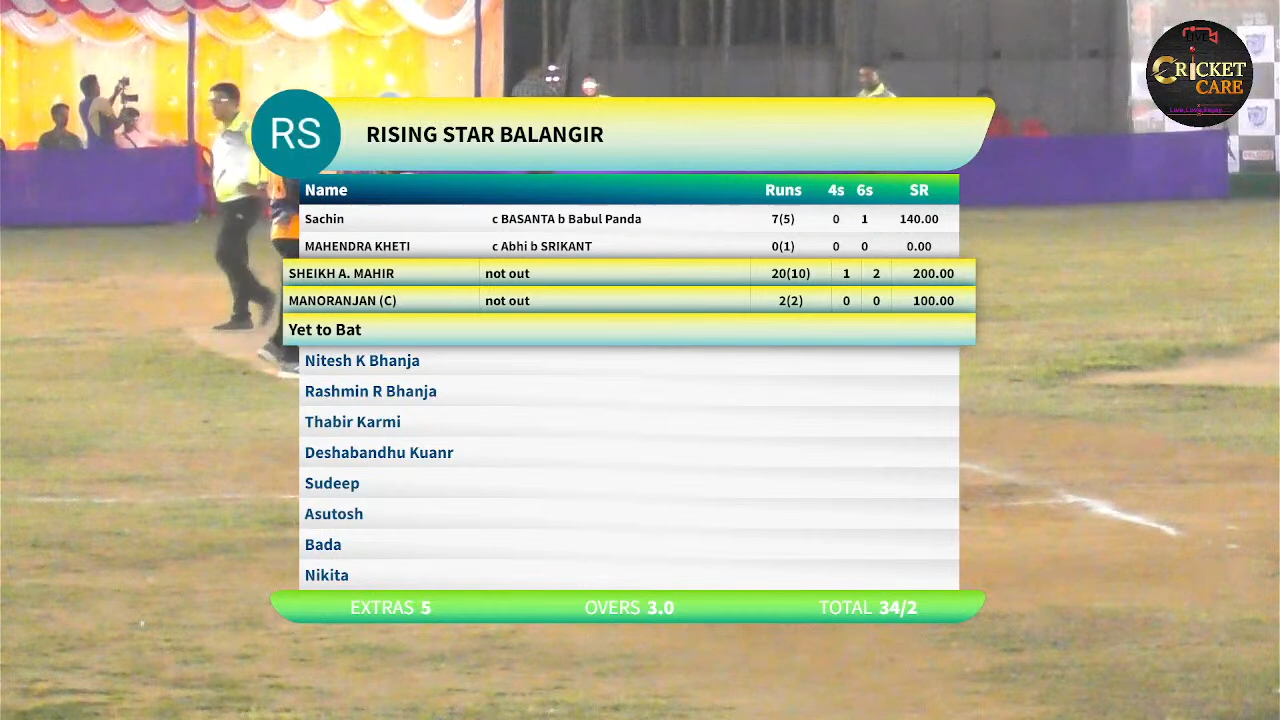 LIVE
CRICKET
CARE
RS
RISING STAR BALANGIR
Name Runs 4s 6s SR
Sachin c BASANTA b Babul Panda 7(5) 0 1 140.00
MAHENDRA KHETI c Abhi b SRIKANT 0(1) 0 0 0.00
SHEIKH A. MAHIR not out 20(10) 1 2 200.00
MANORANJAN (C) not out 2(2) 0 0 100.00
Yet to Bat
Nitesh K Bhanja
Rashmin R Bhanja
Thabir Karmi
Deshabandhu Kuanr
Sudeep
Asutosh
Bada
Nikita
EXTRAS 5 OVERS 3.0 TOTAL 34/2